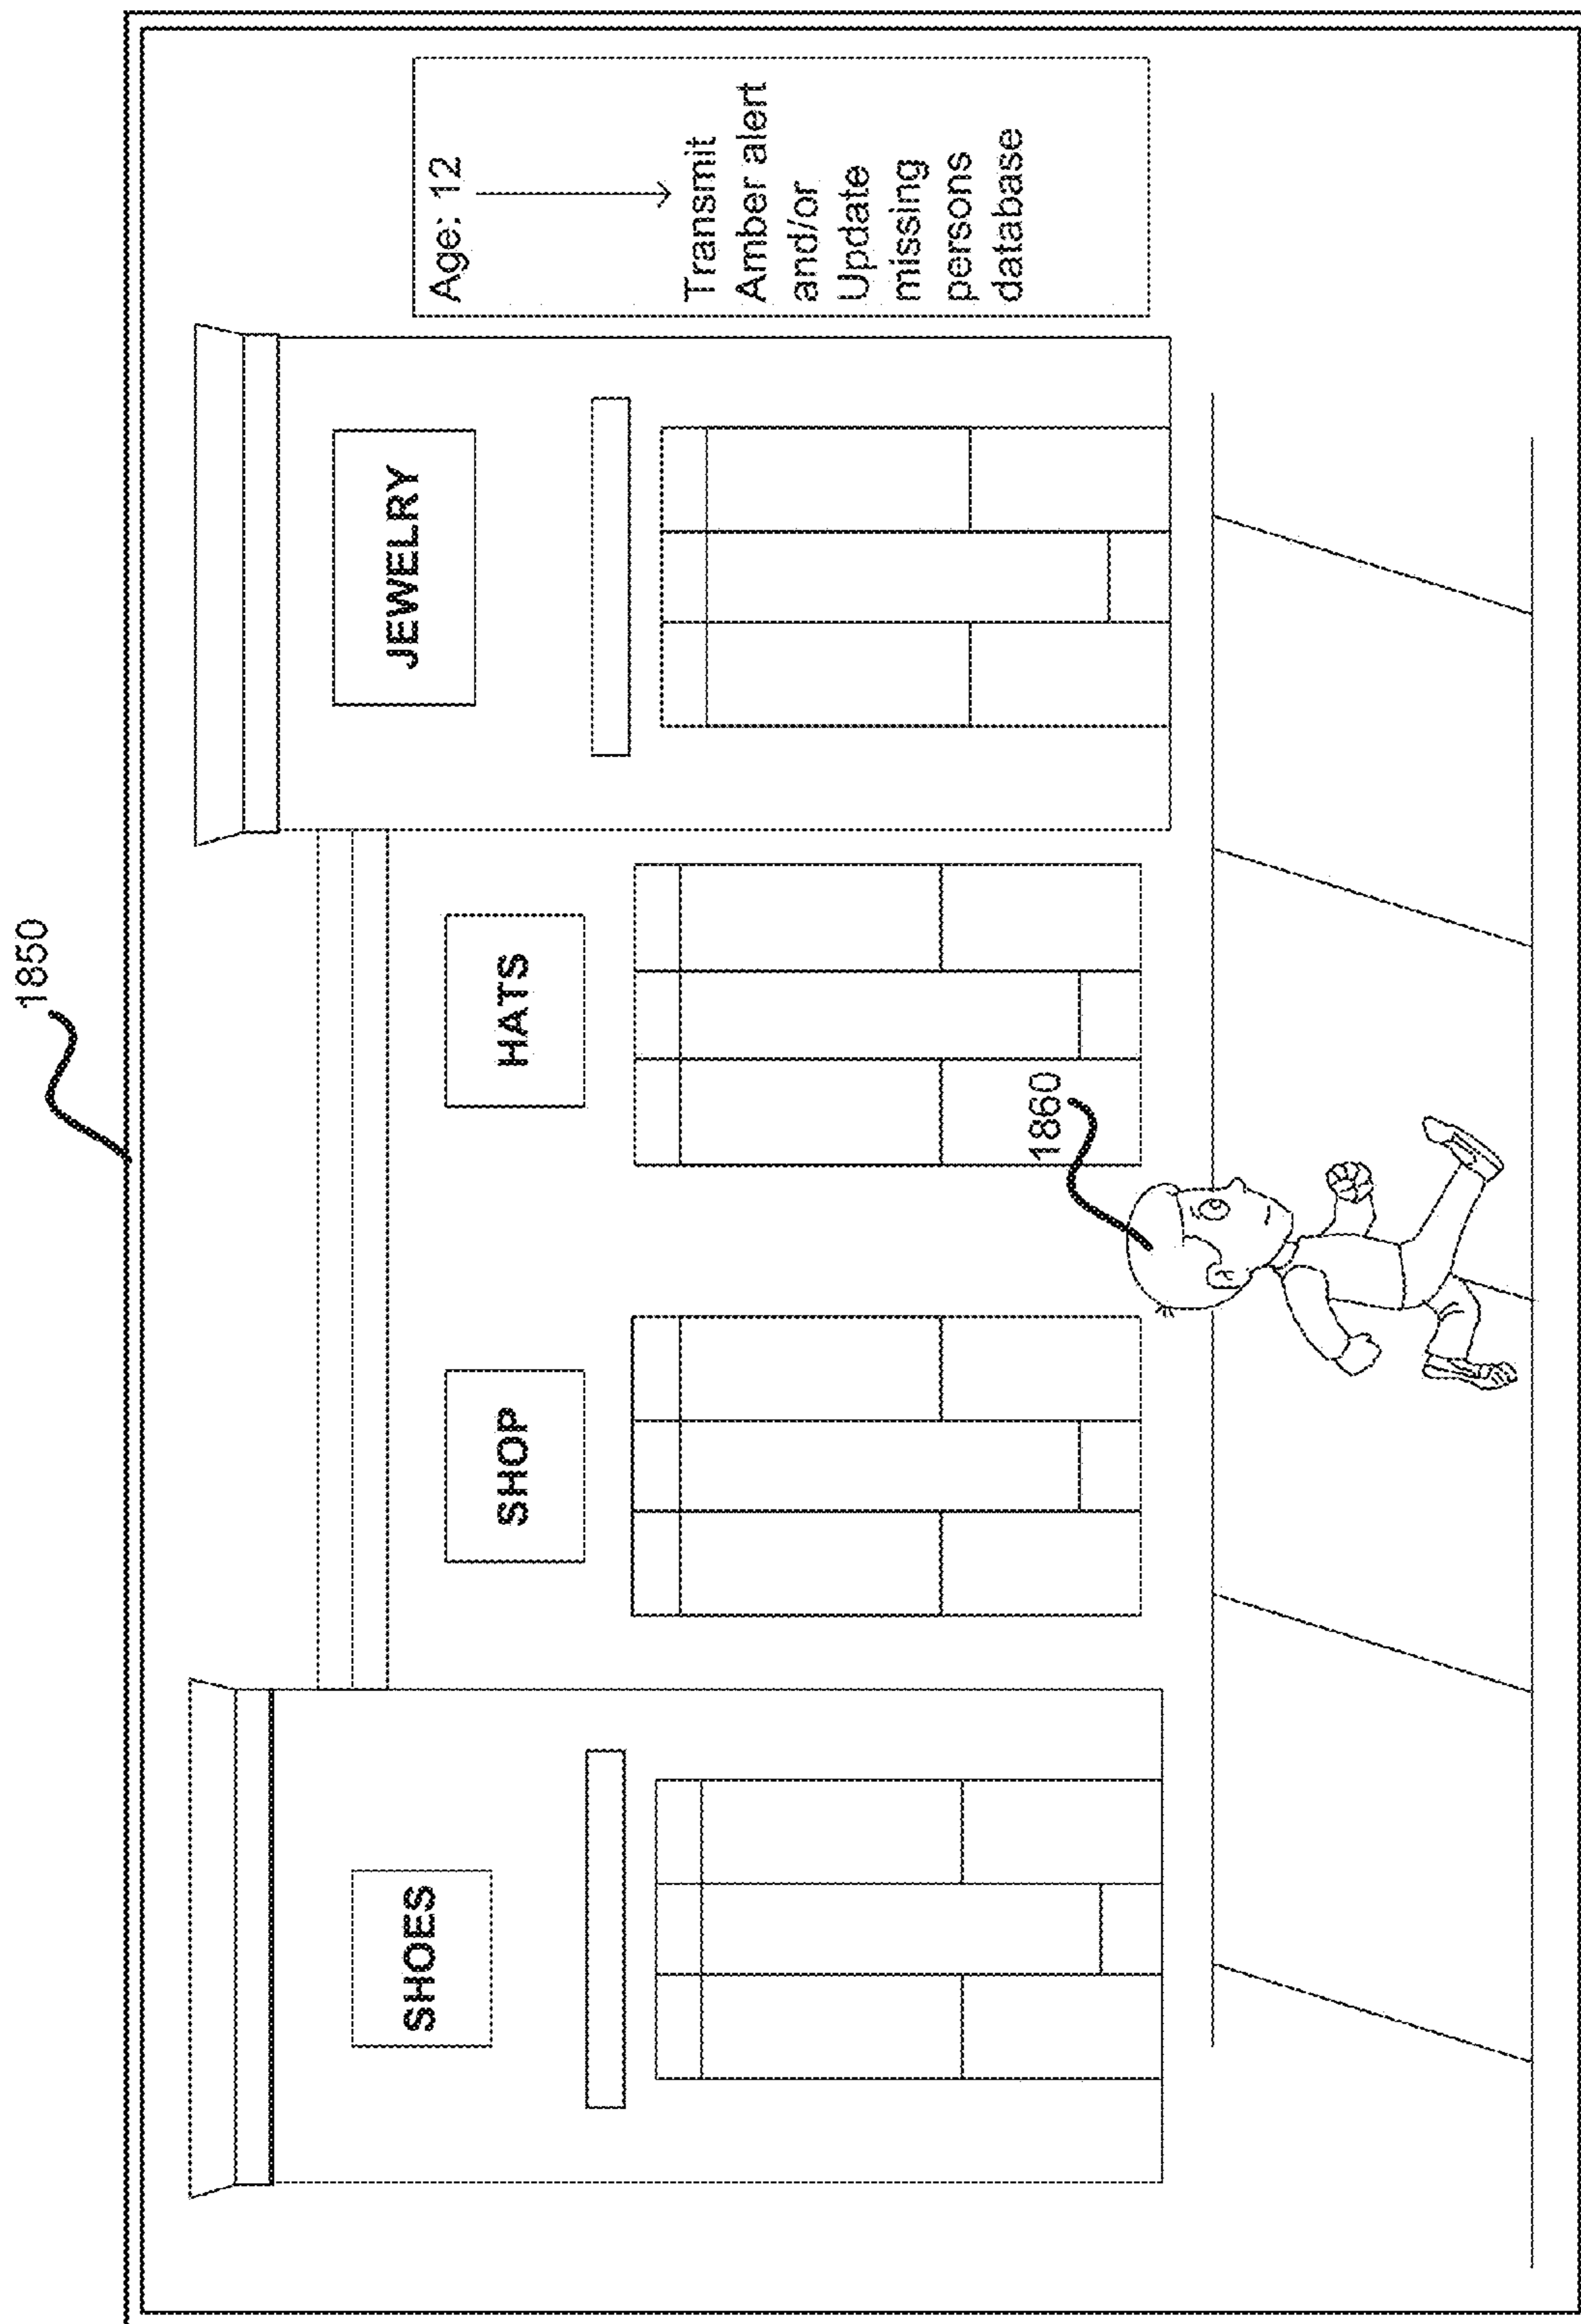 1850
SHOES
SHOP
HATS
JEWELRY
1860
Age: 12
Transmit
Amber alert
and/or
Update
missing
persons
database